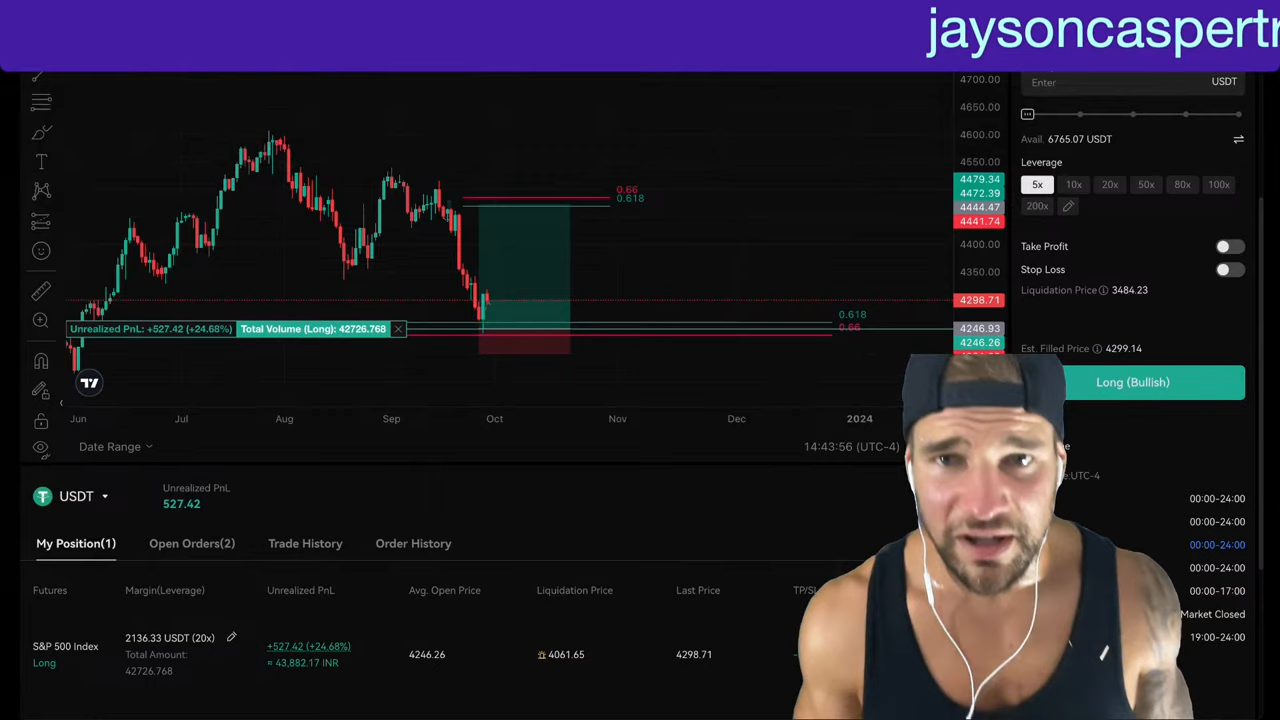 jaysoncaspertr
4700.00
Enter
USDT
4650.00
4600.00
Avail. 6765.07 USDT
4550.00
Leverage
0.66
4479.34
5x 10x 20x 50x 80x 100x
0.618
4472.39
4444.47
200x
4441.74
4400.00
Take Profit
4350.00
Stop Loss
Liquidation Price 3484.23
4298.71
0.618
Unrealized PnL: +527.42 (+24.68%) Total Volume (Long): 42726.768
0.66
4246.93
4246.26
Est. Filled Price 4299.14
Long (Bullish)
Jun Jul Aug Sep Oct Nov Dec 2024
Date Range
14:43:56 (UTC-4)
:UTC-4
USDT
Unrealized PnL
527.42
00:00-24:00
00:00-24:00
00:00-24:00
00:00-24:00
00:00-17:00
Market Closed
19:00-24:00
My Position(1) Open Orders(2) Trade History Order History
Futures Margin(Leverage) Unrealized PnL Avg. Open Price Liquidation Price Last Price TP/SL
S&P 500 Index
Long
2136.33 USDT (20x)
Total Amount:
42726.768
+527.42 (+24.68%)
≈ 43,882.17 INR
4246.26
4061.65
4298.71